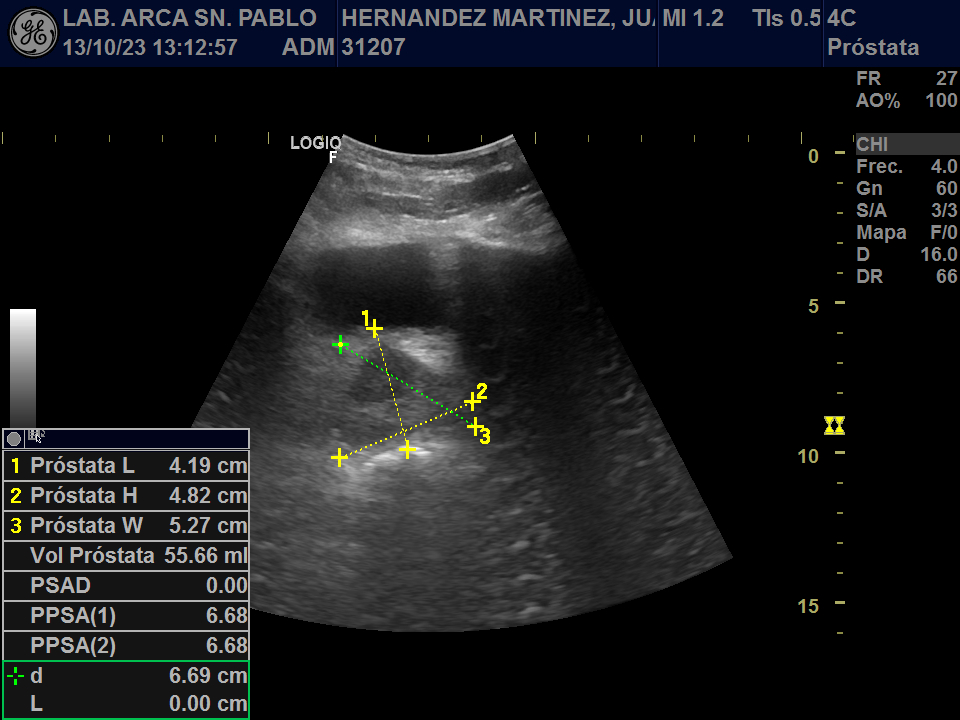 LAB. ARCA SN. PABLO
13/10/23 13:12:57 ADM
HERNANDEZ MARTINEZ, JUA
31207
MI 1.2 TIs 0.5
4C
Próstata
FR 27
AO% 100
CHI
Frec. 4.0
Gn 60
S/A 3/3
Mapa F/0
D 16.0
DR 66
LOGIQ
F
0
5
10
15
1
2
3
1 Próstata L 4.19 cm
2 Próstata H 4.82 cm
3 Próstata W 5.27 cm
Vol Próstata 55.66 ml
PSAD 0.00
PPSA(1) 6.68
PPSA(2) 6.68
d 6.69 cm
L 0.00 cm